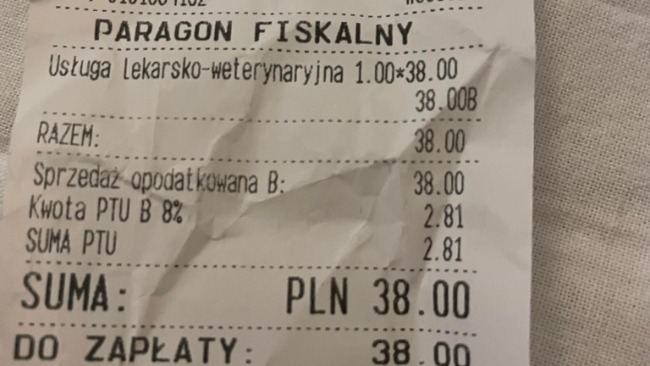 PARAGON FISKALNY
Usługa lekarsko-weterynaryjna 1.00*38.00
38.00B
RAZEM: 38.00
Sprzedaż opodatkowana B: 38.00
Kwota PTU B 8% 2.81
SUMA PTU 2.81
SUMA: PLN 38.00
DO ZAPŁATY: 38.00